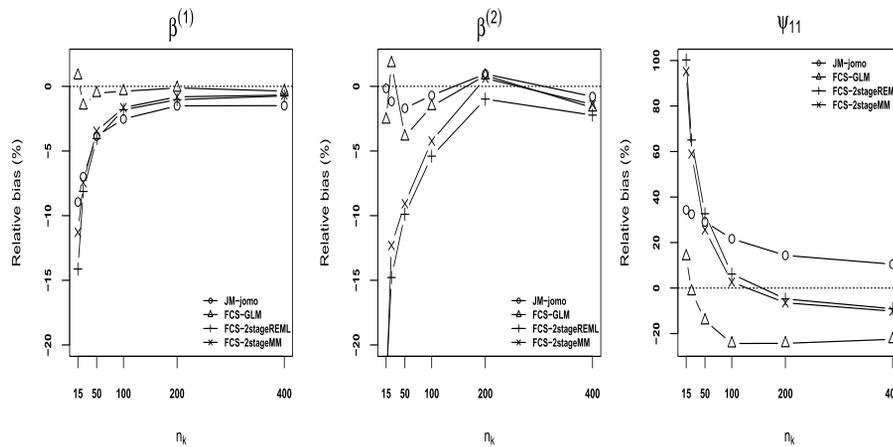 β(1)
Relative bias (%)
0
−5
−10
−15
−20
JM−jomo
FCS−GLM
FCS−2stageREML
FCS−2stageMM
15 50 100 200 400
nk
β(2)
Relative bias (%)
0
−5
−10
−15
−20
JM−jomo
FCS−GLM
FCS−2stageREML
FCS−2stageMM
15 50 100 200 400
nk
ψ11
Relative bias (%)
100
80
60
40
20
0
−20
JM−jomo
FCS−GLM
FCS−2stageREM
FCS−2stageMM
15 50 100 200 40
nk